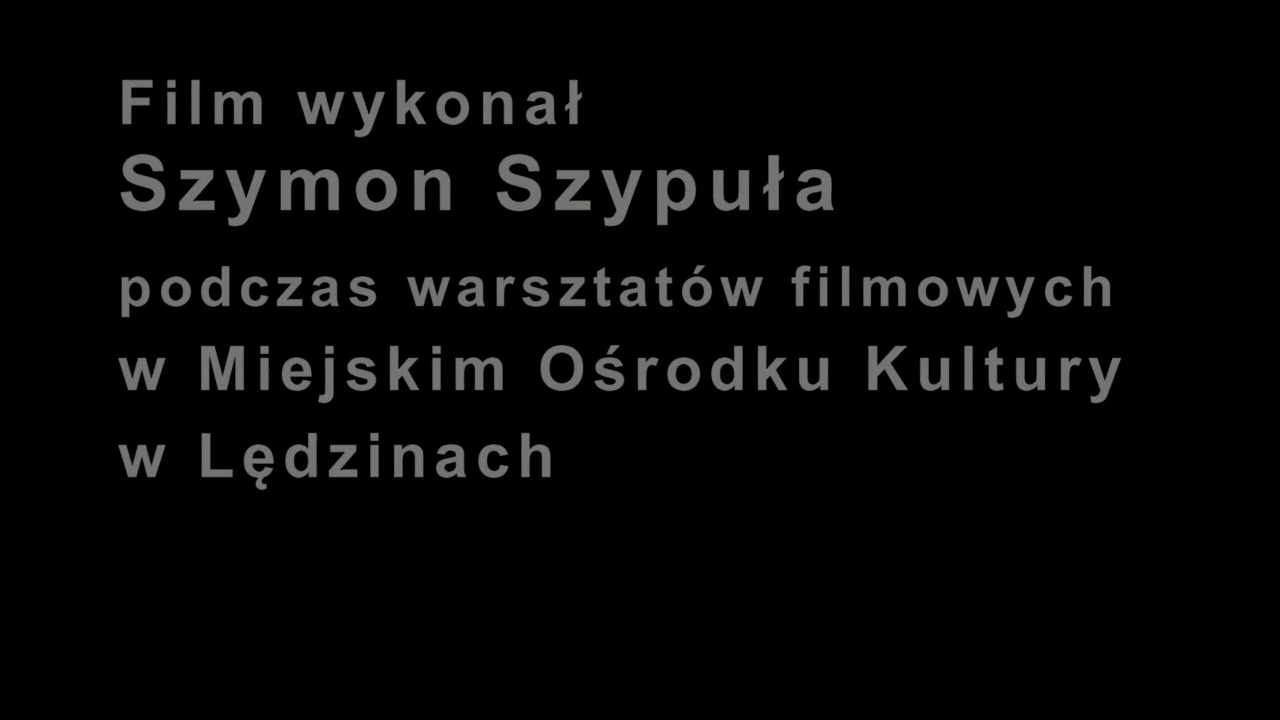 Film wykonał
Szymon Szypuła
podczas warsztatów filmowych
w Miejskim Ośrodku Kultury
w Lędzinach